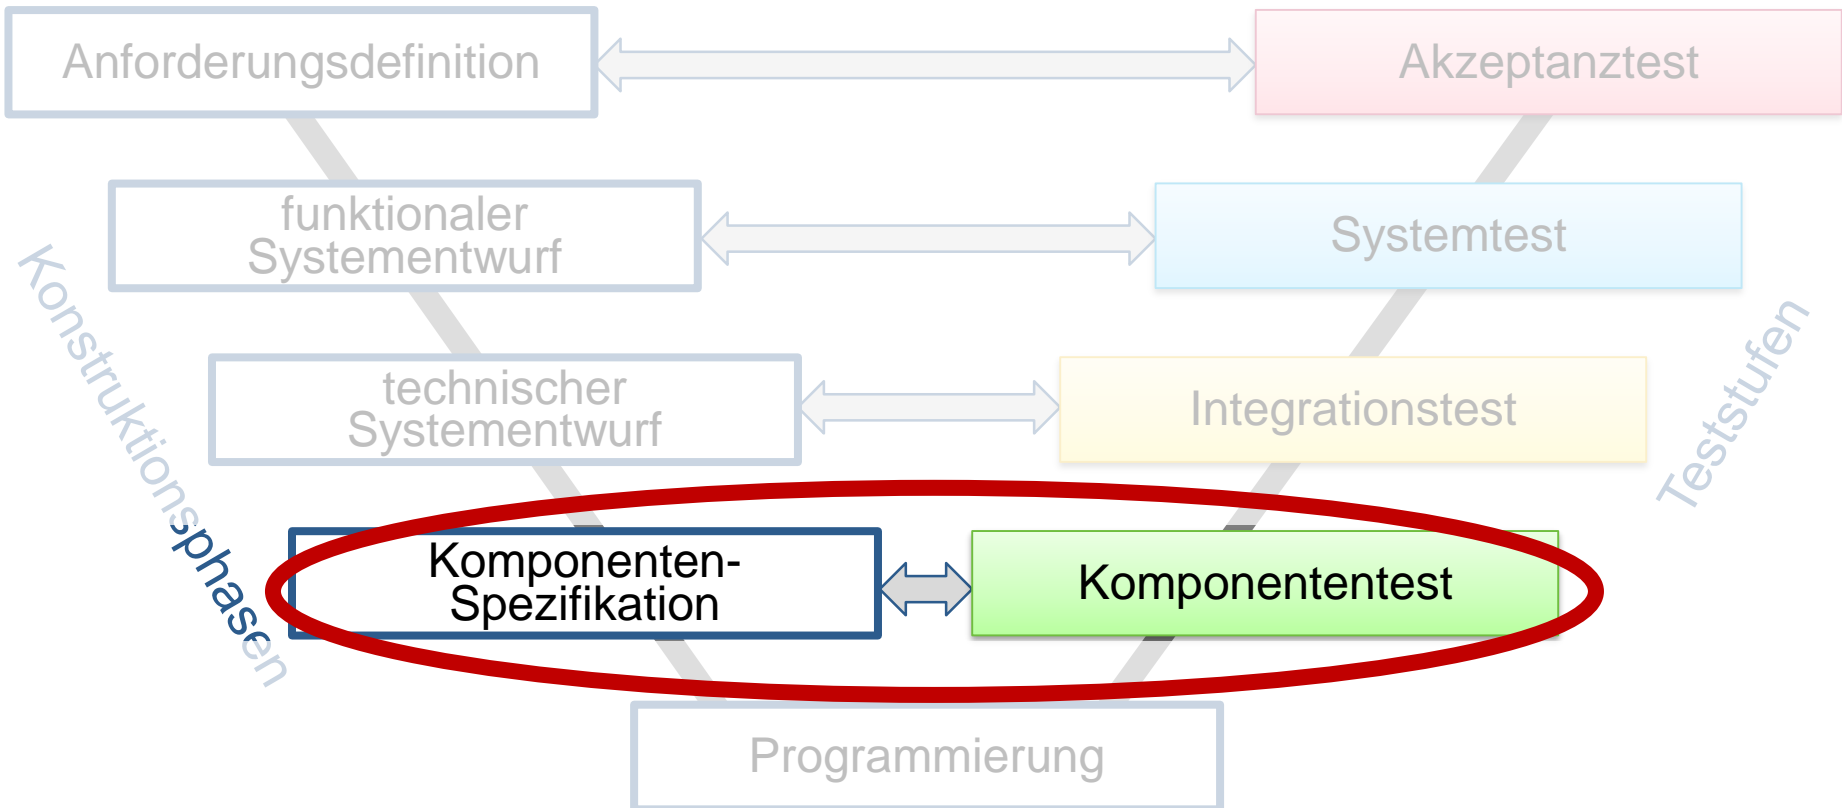 Anforderungsdefinition
Akzeptanztest
funktionaler
Systementwurf
Systemtest
Konstruktionsphasen
Teststufen
technischer
Systementwurf
Integrationstest
Komponenten-
Spezifikation
Komponententest
Programmierung